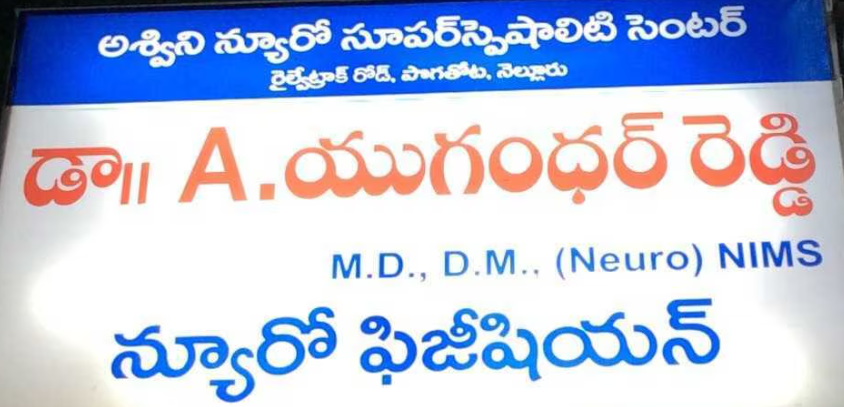 అశ్విని న్యూరో సూపర్‌స్పెషాలిటి సెంటర్
రైల్వేట్రాక్ రోడ్, పొగతోట, నెల్లూరు
డా|| A.యుగంధర్ రెడ్డి
M.D., D.M., (Neuro) NIMS
న్యూరో ఫిజీషియన్